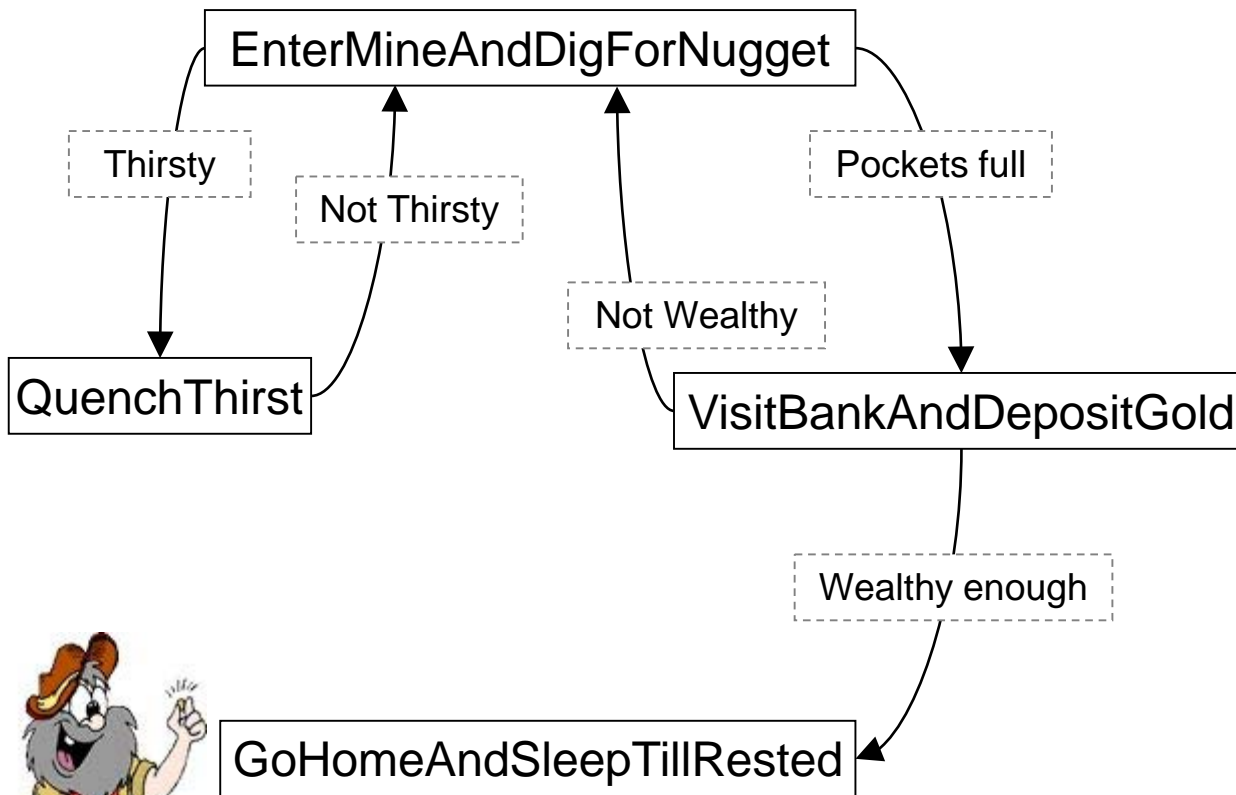 EnterMineAndDigForNugget
Thirsty
Pockets full
Not Thirsty
Not Wealthy
QuenchThirst
VisitBankAndDepositGold
Wealthy enough
GoHomeAndSleepTillRested